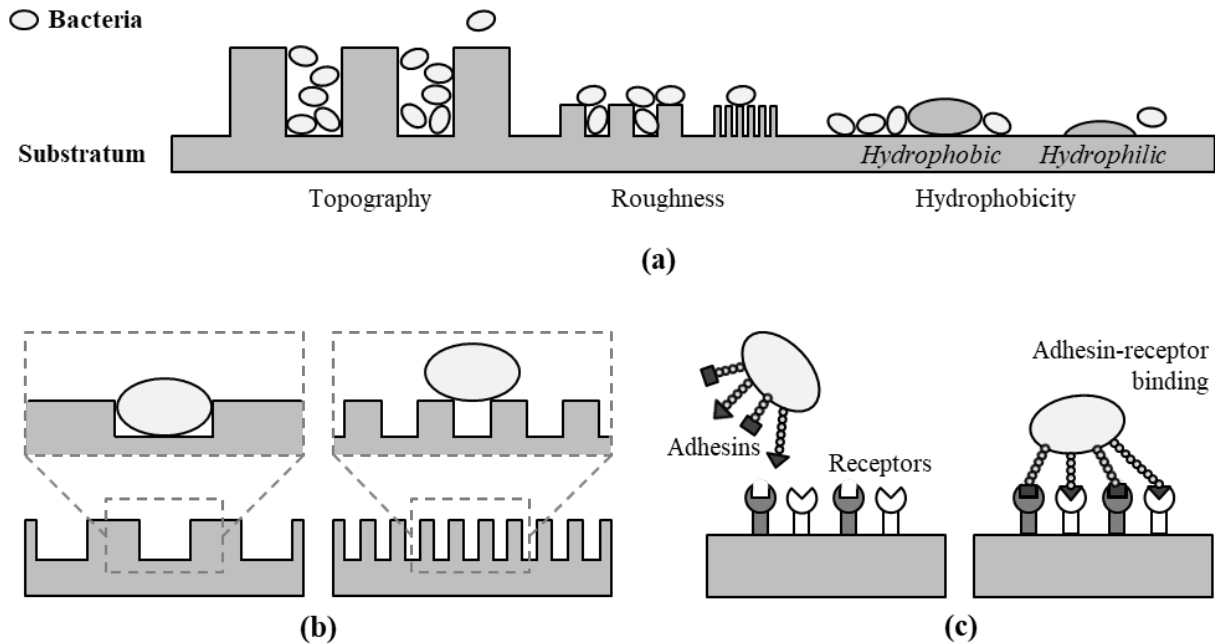 Bacteria
Substratum
Hydrophobic
Hydrophilic
Topography
Roughness
Hydrophobicity
(a)
Adhesins
Receptors
Adhesin-receptor
binding
(b)
(c)